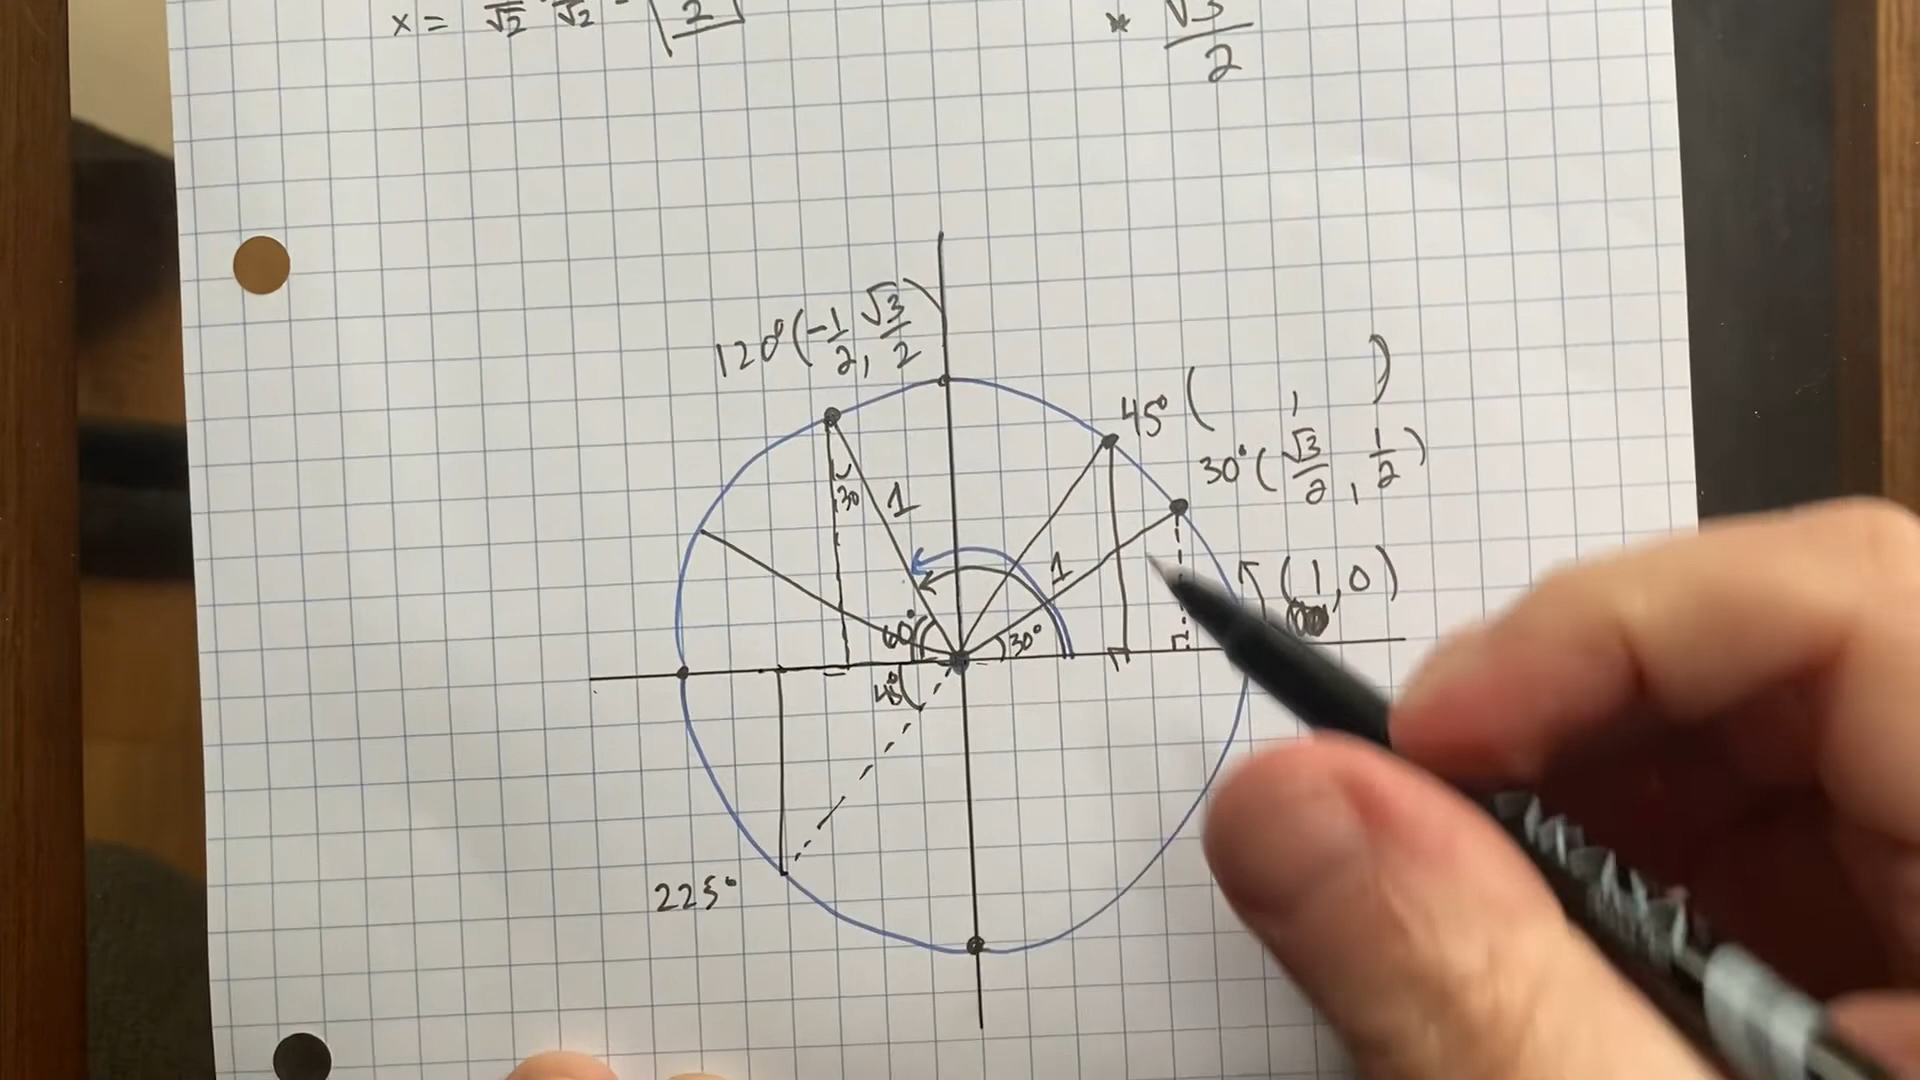 x = √2 √2 - 2
* √3/2
120° (-1/2, √3/2)
45° ( , )
30° (√3/2, 1/2)
30
1
1
(1, 0)
60°
30°
45°
225°